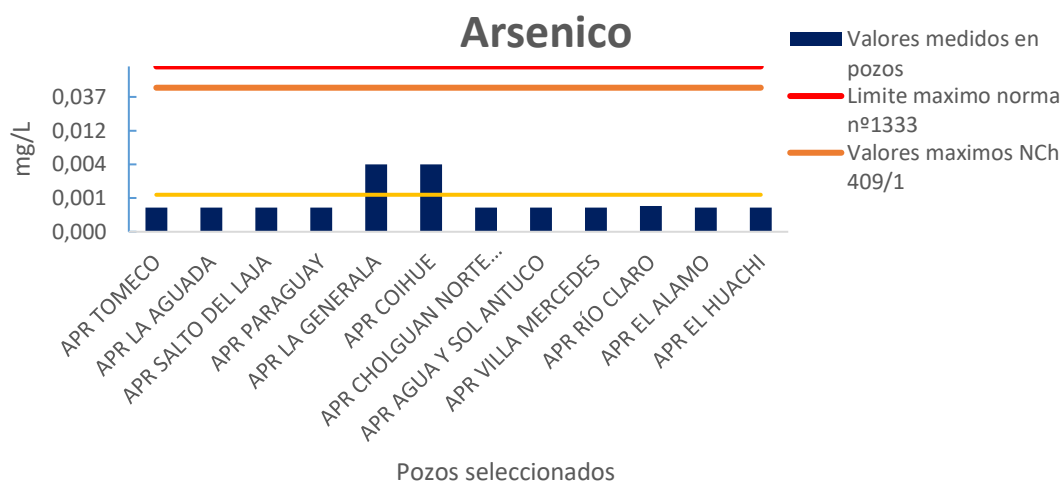 Arsenico
Valores medidos en
pozos
Limite maximo norma
nº1333
Valores maximos NCh
409/1
mg/L
0,037
0,012
0,004
0,001
0,000
APR TOMECO
APR LA AGUADA
APR SALTO DEL LAJA
APR PARAGUAY
APR LA GENERALA
APR COIHUE
APR CHOLGUAN NORTE...
APR AGUA Y SOL ANTUCO
APR VILLA MERCEDES
APR RÍO CLARO
APR EL ALAMO
APR EL HUACHI
Pozos seleccionados